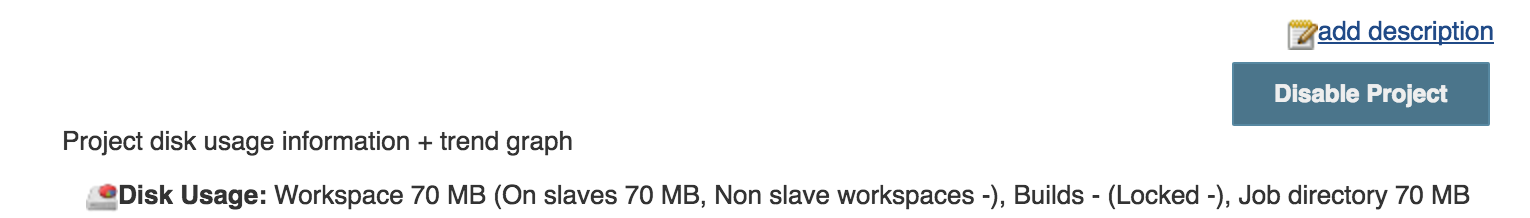 add description
Disable Project
Project disk usage information + trend graph
Disk Usage: Workspace 70 MB (On slaves 70 MB, Non slave workspaces -), Builds - (Locked -), Job directory 70 MB